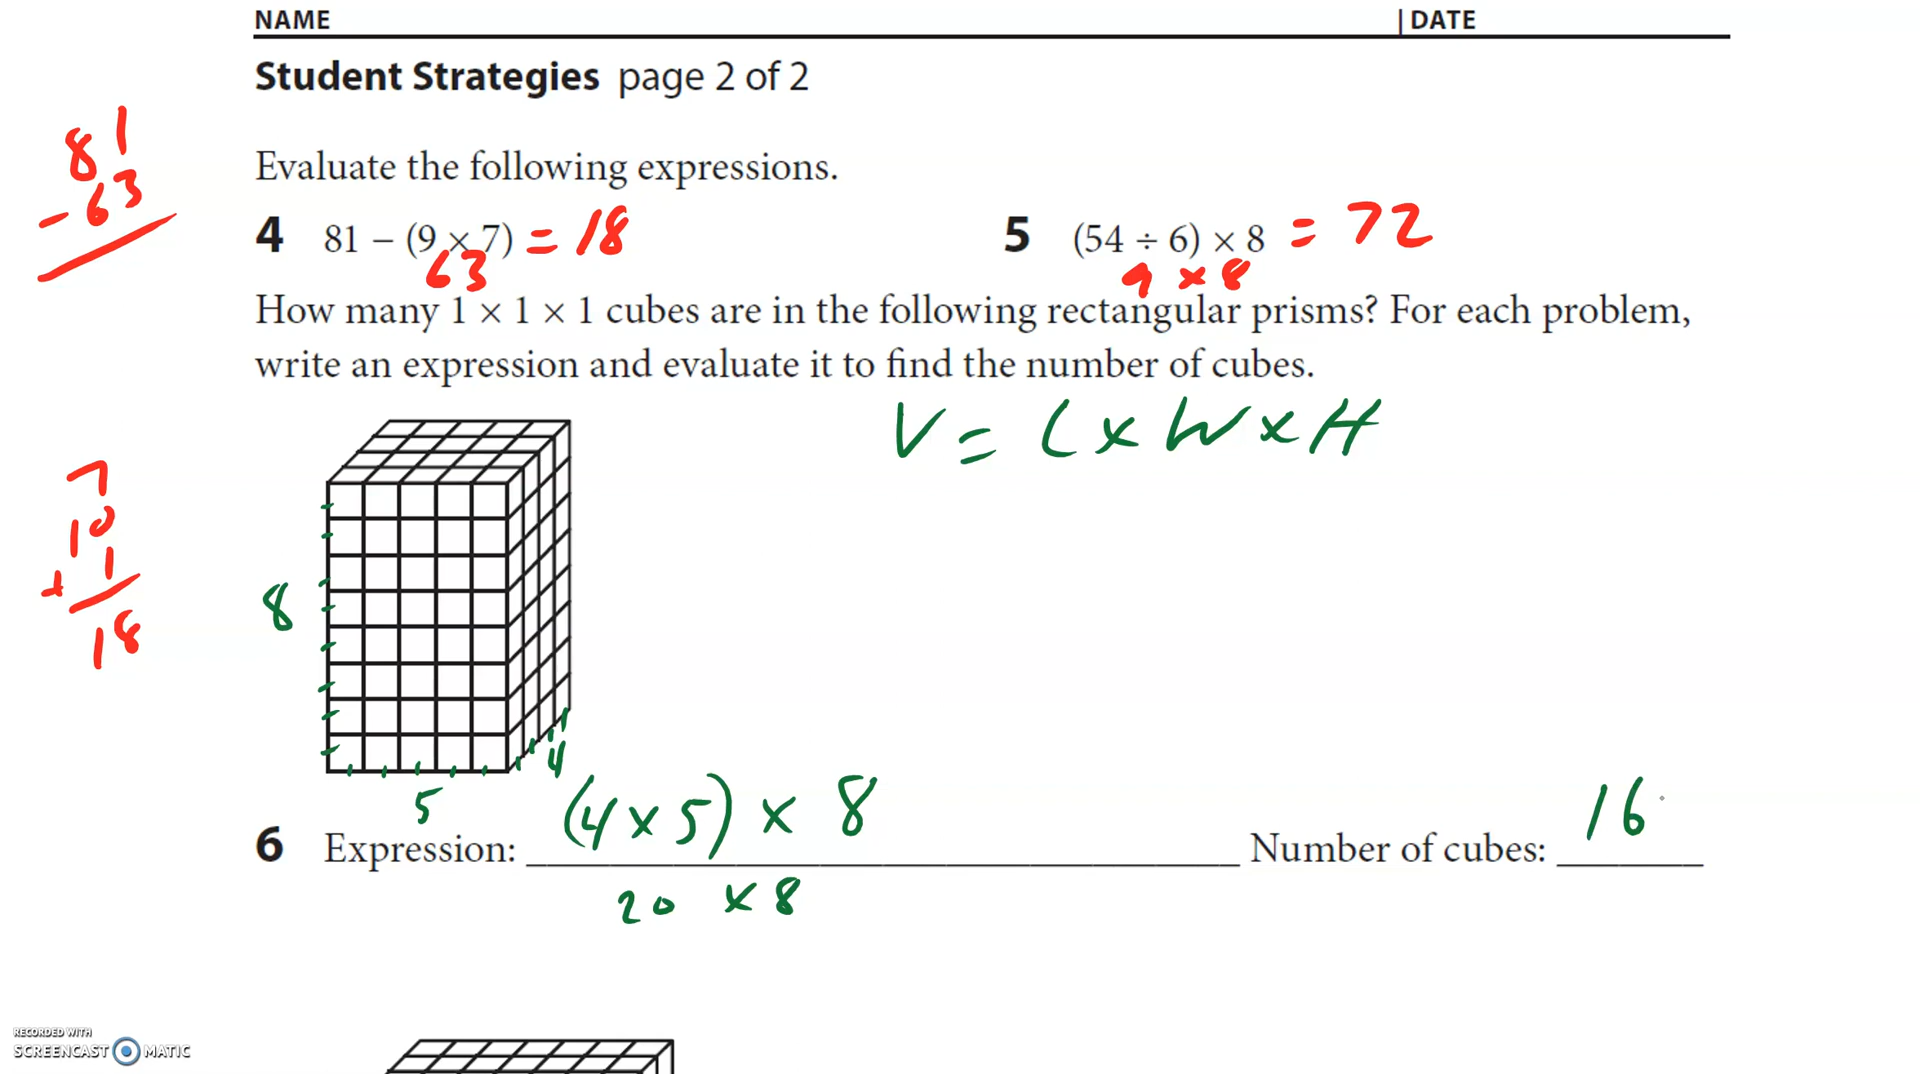 NAME | DATE
Student Strategies page 2 of 2
81
- 63
Evaluate the following expressions.
4 81 − (9 × 7) = 18
63
5 (54 ÷ 6) × 8 = 72
9 × 8
How many 1 × 1 × 1 cubes are in the following rectangular prisms? For each problem,
write an expression and evaluate it to find the number of cubes.
V = L x W x H
7
10
+ 1
18
8
4
5
6 Expression: (4 x 5) x 8 Number of cubes: 16
20 x 8
RECORDED WITH
SCREENCAST MATIC